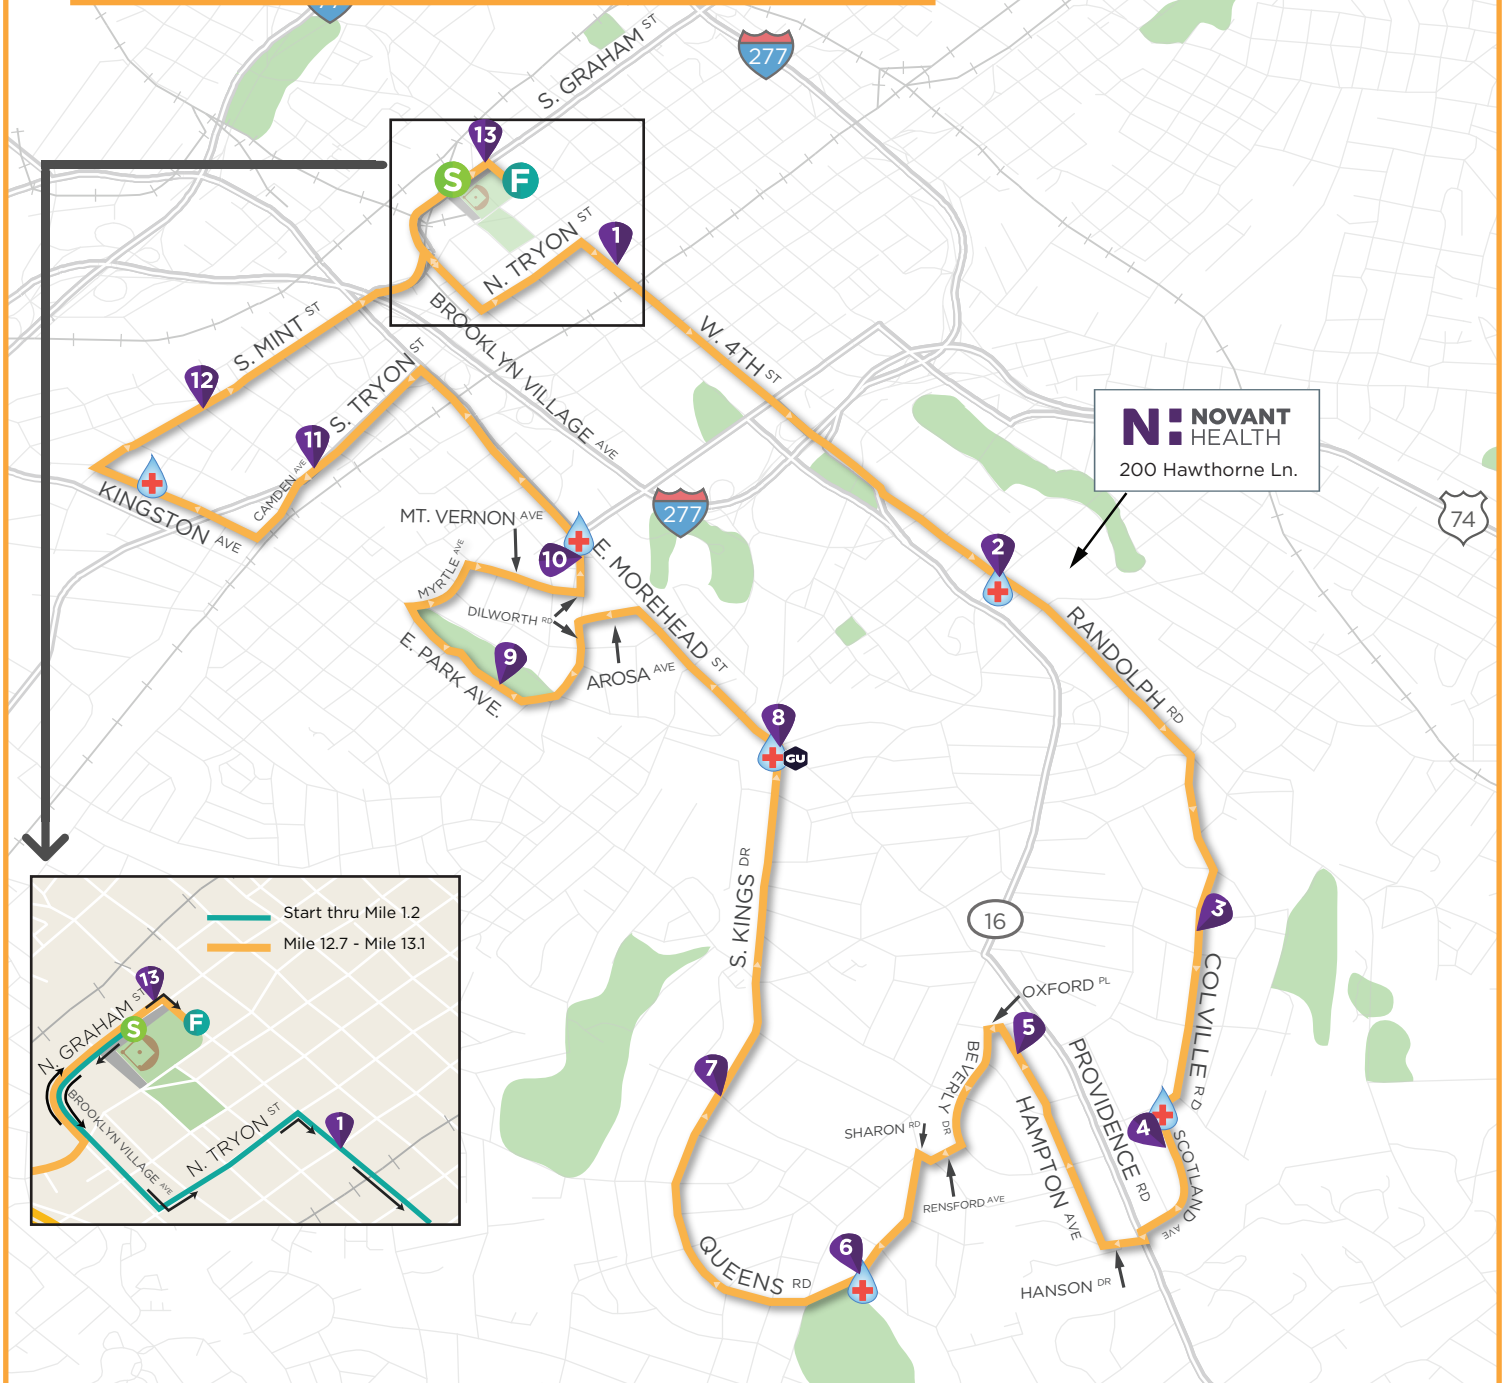 77
S. GRAHAM ST
277
13
S
F
1
N. TRYON ST
BROOKLYN VILLAGE AVE
W. 4TH ST
S. MINT ST
12
S. TRYON ST
11
CAMDEN AVE
KINGSTON AVE
NOVANT
HEALTH
200 Hawthorne Ln.
74
277
MT. VERNON AVE
10
MYRTLE AVE
E. MOREHEAD ST
2
DILWORTH RD
9
E. PARK AVE.
AROSA AVE
RANDOLPH RD
8
GU
S. KINGS DR
3
16
COLVILLE RD
OXFORD PL
5
BEVERLY DR
PROVIDENCE RD
7
HAMPTON AVE
4
SCOTLAND AVE
SHARON RD
RENSFORD AVE
6
QUEENS RD
HANSON DR
Start thru Mile 1.2
Mile 12.7 - Mile 13.1
13
N. GRAHAM ST
S
F
BROOKLYN VILLAGE AVE
N. TRYON ST
1